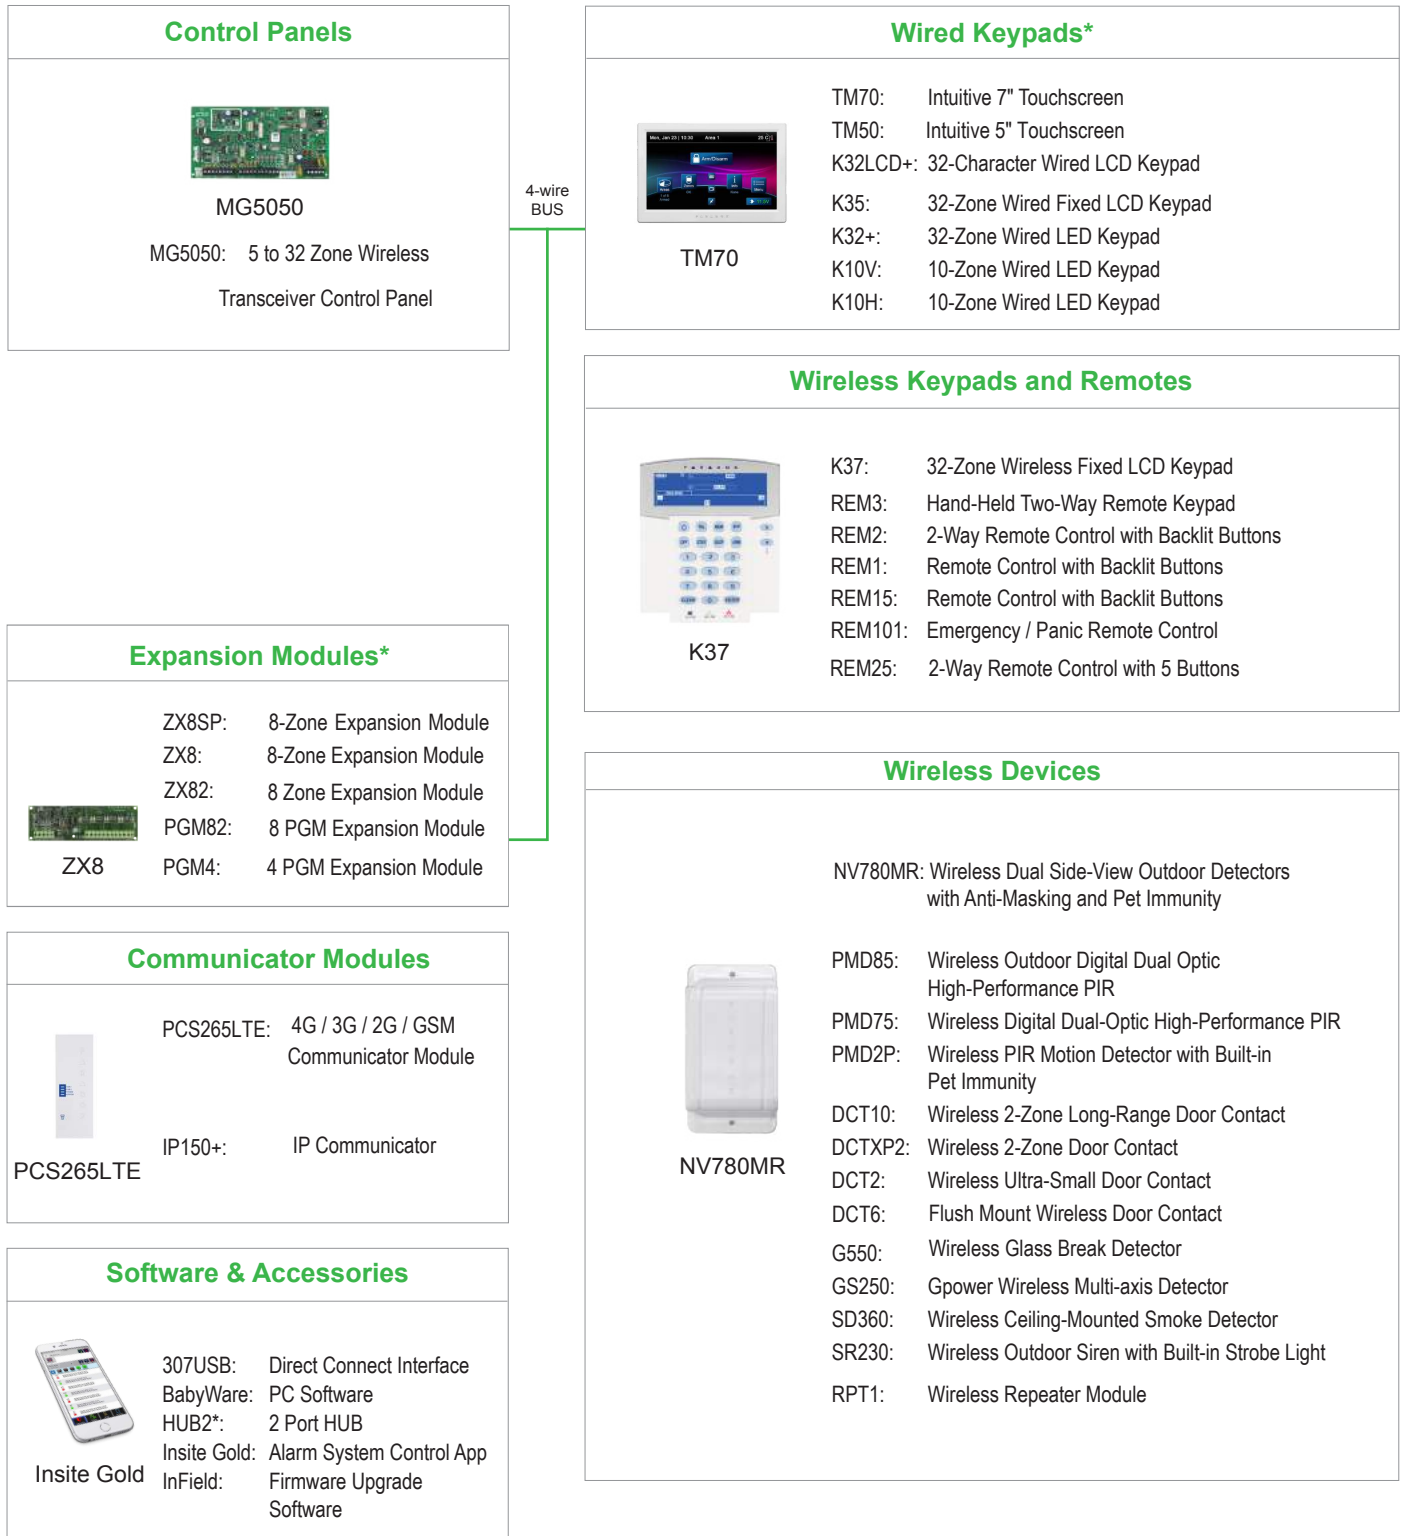 Control Panels
MG5050
MG5050: 5 to 32 Zone Wireless
Transceiver Control Panel
4-wire
BUS
Wired Keypads*
Mon, Jan 23 | 10:30 Area 1
Arm/Disarm
TM70
TM70: Intuitive 7" Touchscreen
TM50: Intuitive 5" Touchscreen
K32LCD+: 32-Character Wired LCD Keypad
K35: 32-Zone Wired Fixed LCD Keypad
K32+: 32-Zone Wired LED Keypad
K10V: 10-Zone Wired LED Keypad
K10H: 10-Zone Wired LED Keypad
Wireless Keypads and Remotes
K37
K37: 32-Zone Wireless Fixed LCD Keypad
REM3: Hand-Held Two-Way Remote Keypad
REM2: 2-Way Remote Control with Backlit Buttons
REM1: Remote Control with Backlit Buttons
REM15: Remote Control with Backlit Buttons
REM101: Emergency / Panic Remote Control
REM25: 2-Way Remote Control with 5 Buttons
Expansion Modules*
ZX8
ZX8SP: 8-Zone Expansion Module
ZX8: 8-Zone Expansion Module
ZX82: 8 Zone Expansion Module
PGM82: 8 PGM Expansion Module
PGM4: 4 PGM Expansion Module
Wireless Devices
NV780MR
NV780MR: Wireless Dual Side-View Outdoor Detectors
with Anti-Masking and Pet Immunity
PMD85: Wireless Outdoor Digital Dual Optic
High-Performance PIR
PMD75: Wireless Digital Dual-Optic High-Performance PIR
PMD2P: Wireless PIR Motion Detector with Built-in
Pet Immunity
DCT10: Wireless 2-Zone Long-Range Door Contact
DCTXP2: Wireless 2-Zone Door Contact
DCT2: Wireless Ultra-Small Door Contact
DCT6: Flush Mount Wireless Door Contact
G550: Wireless Glass Break Detector
GS250: Gpower Wireless Multi-axis Detector
SD360: Wireless Ceiling-Mounted Smoke Detector
SR230: Wireless Outdoor Siren with Built-in Strobe Light
RPT1: Wireless Repeater Module
Communicator Modules
PCS265LTE
PCS265LTE: 4G / 3G / 2G / GSM
Communicator Module
IP150+: IP Communicator
Software & Accessories
Insite Gold
307USB: Direct Connect Interface
BabyWare: PC Software
HUB2*: 2 Port HUB
Insite Gold: Alarm System Control App
InField: Firmware Upgrade
Software